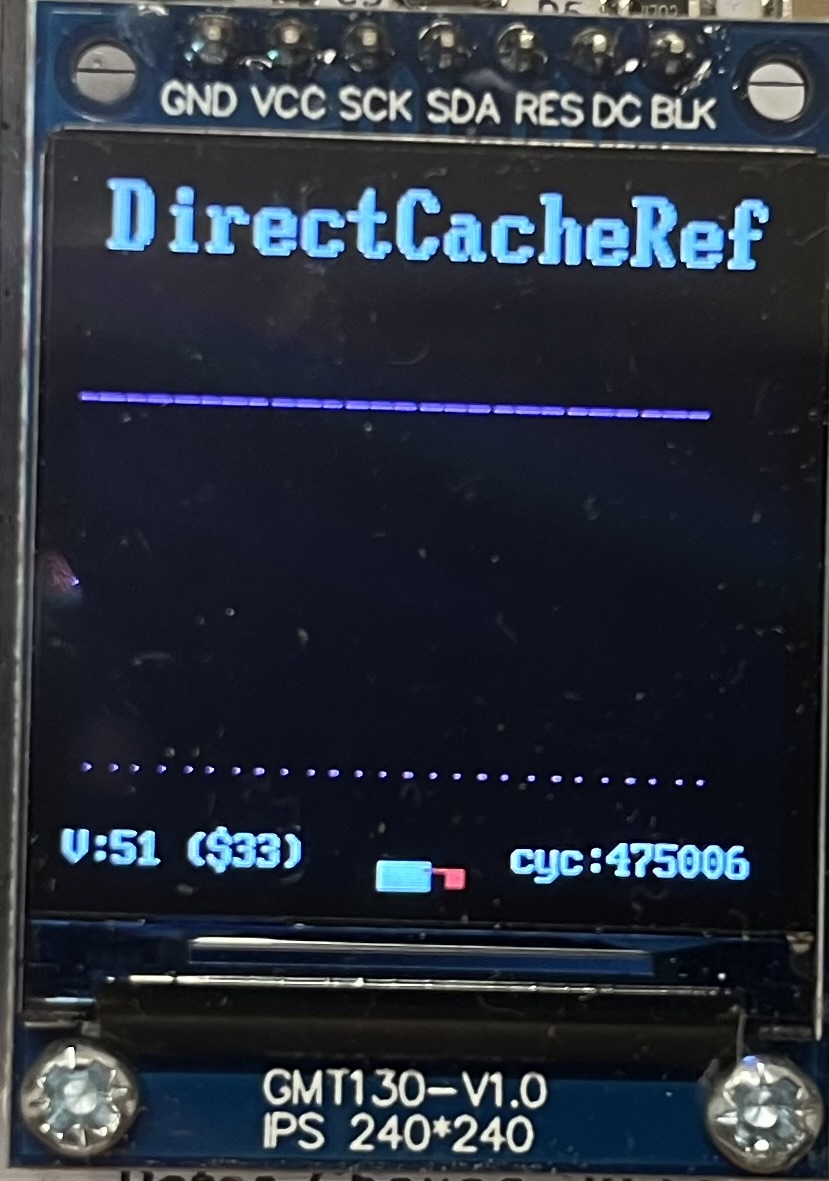 GND VCC SCK SDA RES DC BLK
DirectCacheRef
V:51 ($33)
cyc:475006
GMT130-V1.0
IPS 240*240